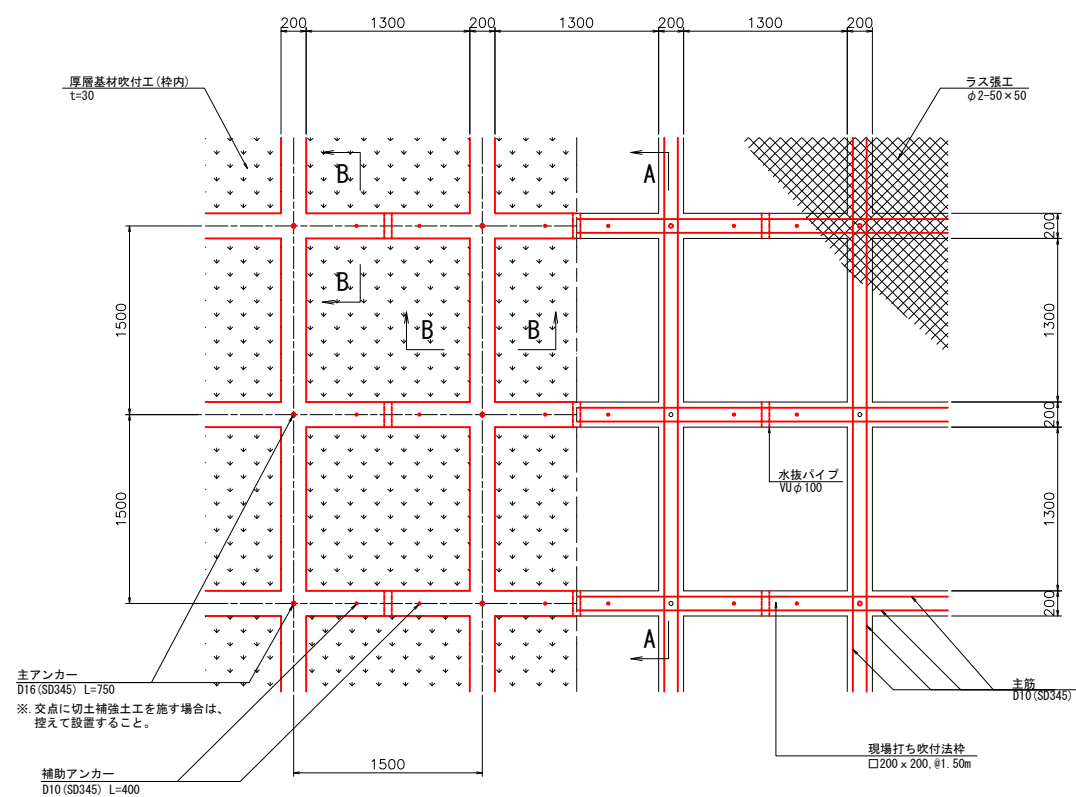 200 1300 200 1300 200 1300 200
厚層基材吹付工(枠内)
t=30
ラス張工
φ2-50×50
B
A
200
B
B
B
1500
1300
200
水抜パイプ
VUφ100
1500
1300
200
A
主アンカー
D16(SD345) L=750
※.交点に切土補強土工を施す場合は、
控えて設置すること。
主筋
D10(SD345)
現場打ち吹付法枠
□200×200,@1.50m
1500
補助アンカー
D10(SD345) L=400